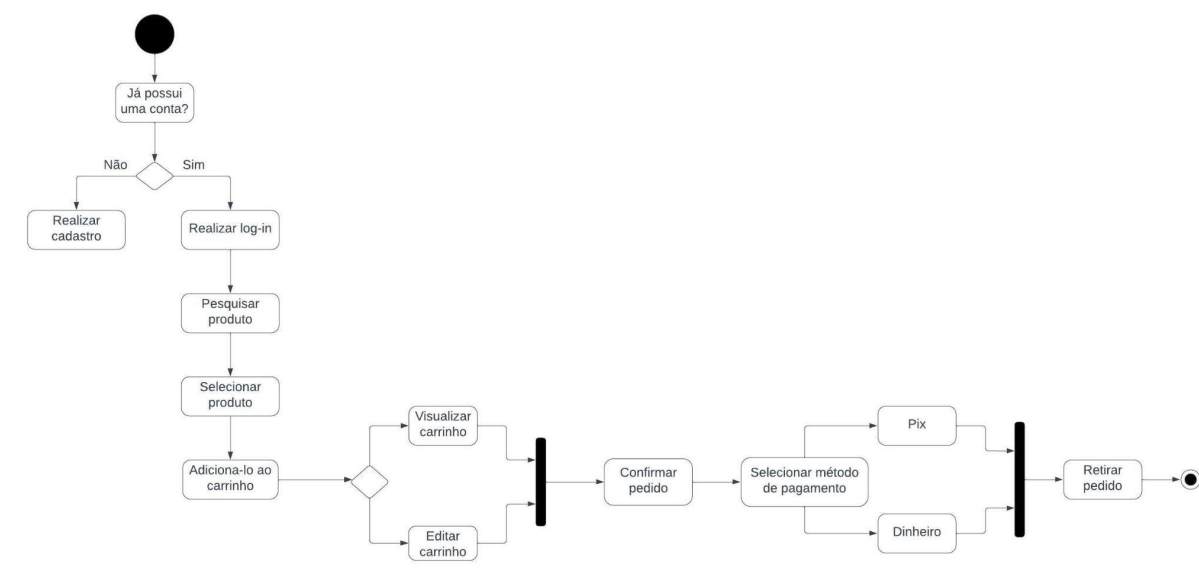 Já possui
uma conta?
Não
Sim
Realizar
cadastro
Realizar log-in
Pesquisar
produto
Selecionar
produto
Adiciona-lo ao
carrinho
Visualizar
carrinho
Editar
carrinho
Confirmar
pedido
Selecionar método
de pagamento
Pix
Dinheiro
Retirar
pedido